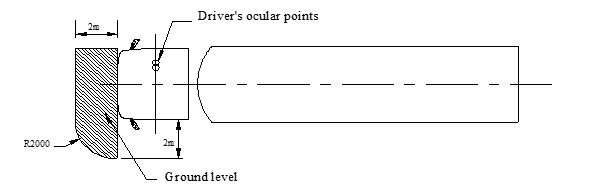 Driver's ocular points
2m
R2000
2m
Ground level